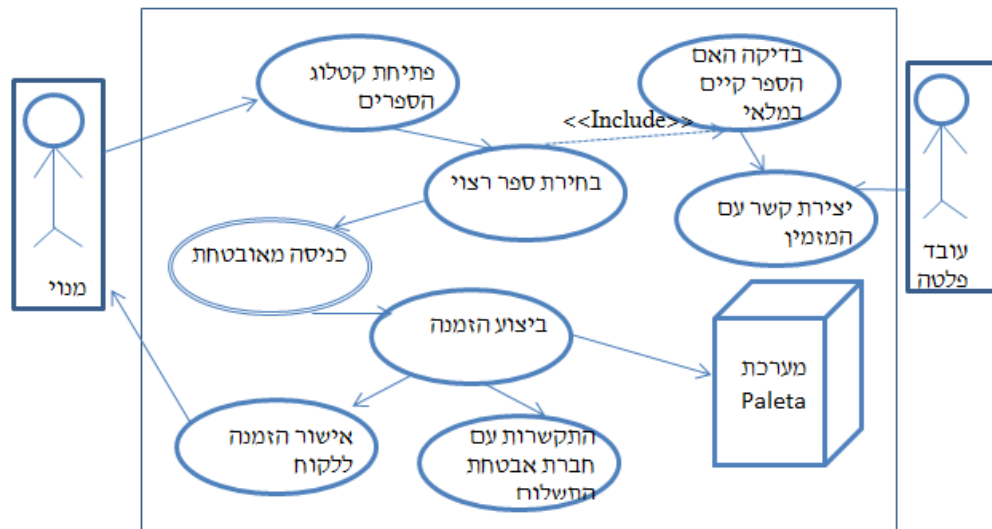 פתיחת קטלוג
הספרים
בדיקה האם
הספר קיים
במלאי
<<Include>>
בחירת ספר רצוי
יצירת קשר עם
המזמין
כניסה מאובטחת
מנוי
עובד
פלטה
ביצוע הזמנה
מערכת
Paleta
אישור הזמנה
ללקוח
התקשרות עם
חברת אבטחת
התשלום